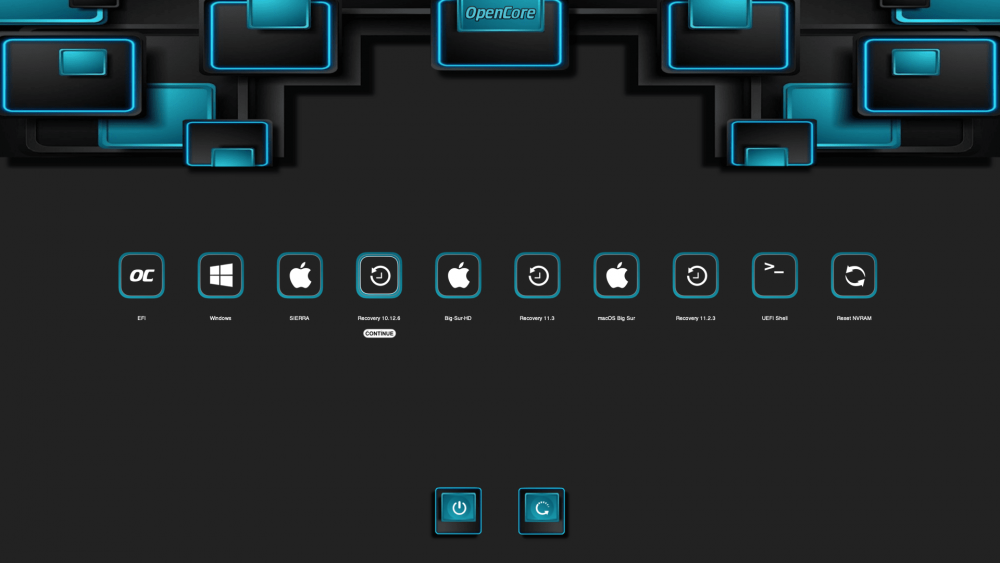 OpenCore
OC
EFI
Windows
SIERRA
Recovery 10.12.6
CONTINUE
Big-Sur-HD
Recovery 11.3
macOS Big Sur
Recovery 11.2.3
>_
UEFI Shell
Reset NVRAM